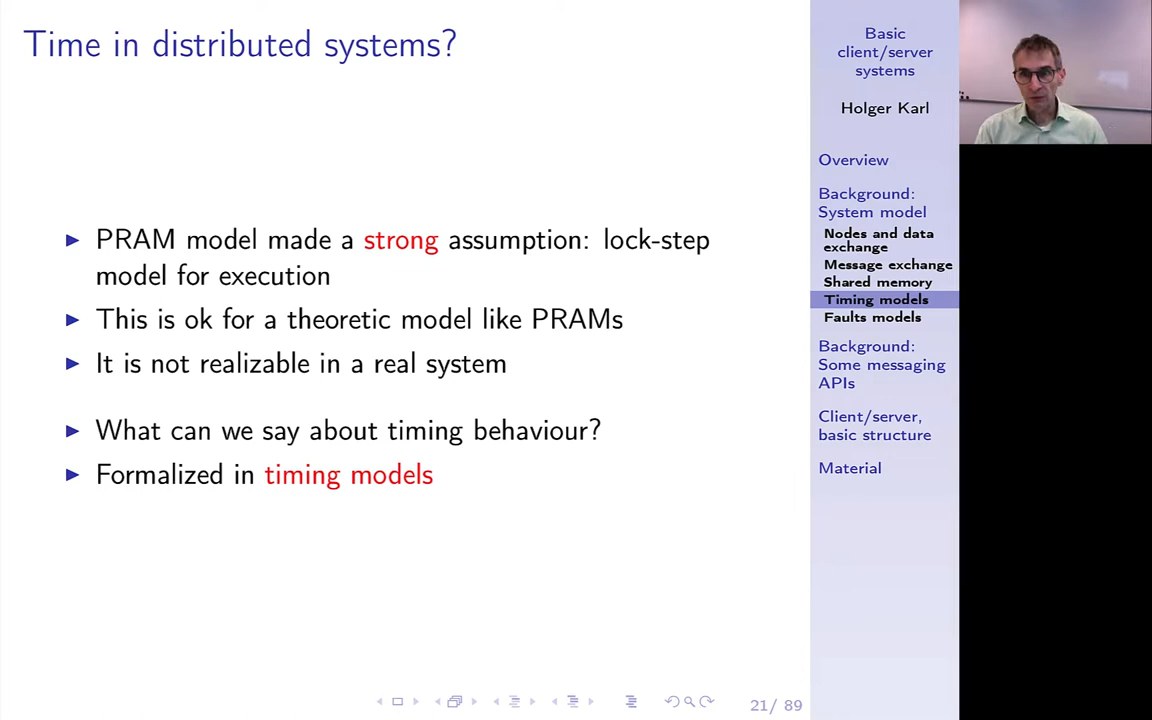 Time in distributed systems?
▶ PRAM model made a strong assumption: lock-step
model for execution
▶ This is ok for a theoretic model like PRAMs
▶ It is not realizable in a real system
▶ What can we say about timing behaviour?
▶ Formalized in timing models
21/ 89
Basic
client/server
systems
Holger Karl
Overview
Background:
System model
Nodes and data
exchange
Message exchange
Shared memory
Timing models
Faults models
Background:
Some messaging
APIs
Client/server,
basic structure
Material